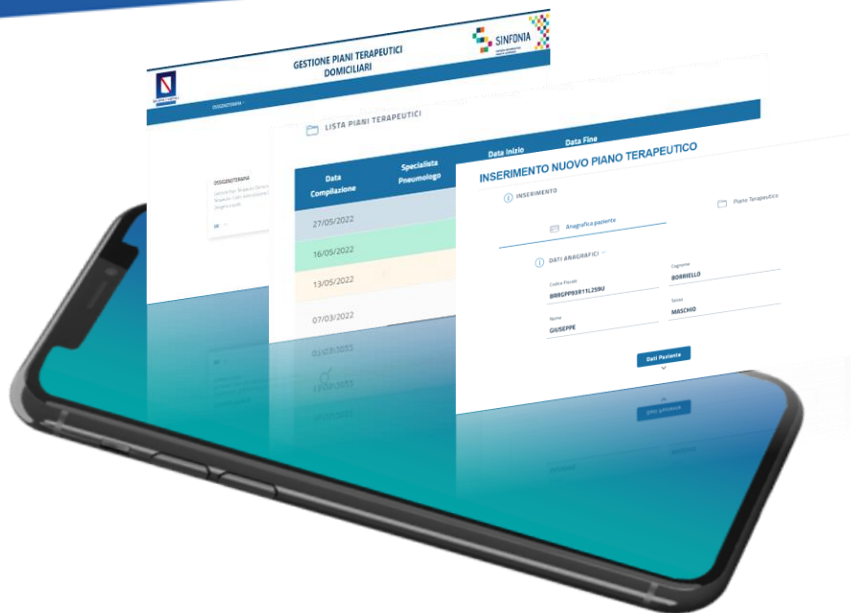 GESTIONE PIANI TERAPEUTICI
DOMICILIARI
SINFONIA
OSSIGENOTERAPIA
OSSIGENOTERAPIA
LISTA PIANI TERAPEUTICI
Data
Compilazione
Specialista
Pneumologo
Data Inizio
Data Fine
27/05/2022
16/05/2022
13/05/2022
07/03/2022
INSERIMENTO NUOVO PIANO TERAPEUTICO
INSERIMENTO
Anagrafica paziente
Piano Terapeutico
DATI ANAGRAFICI
Codice Fiscale
Cognome
BORRIELLO
Nome
GIUSEPPE
Sesso
MASCHIO
Dati Paziente